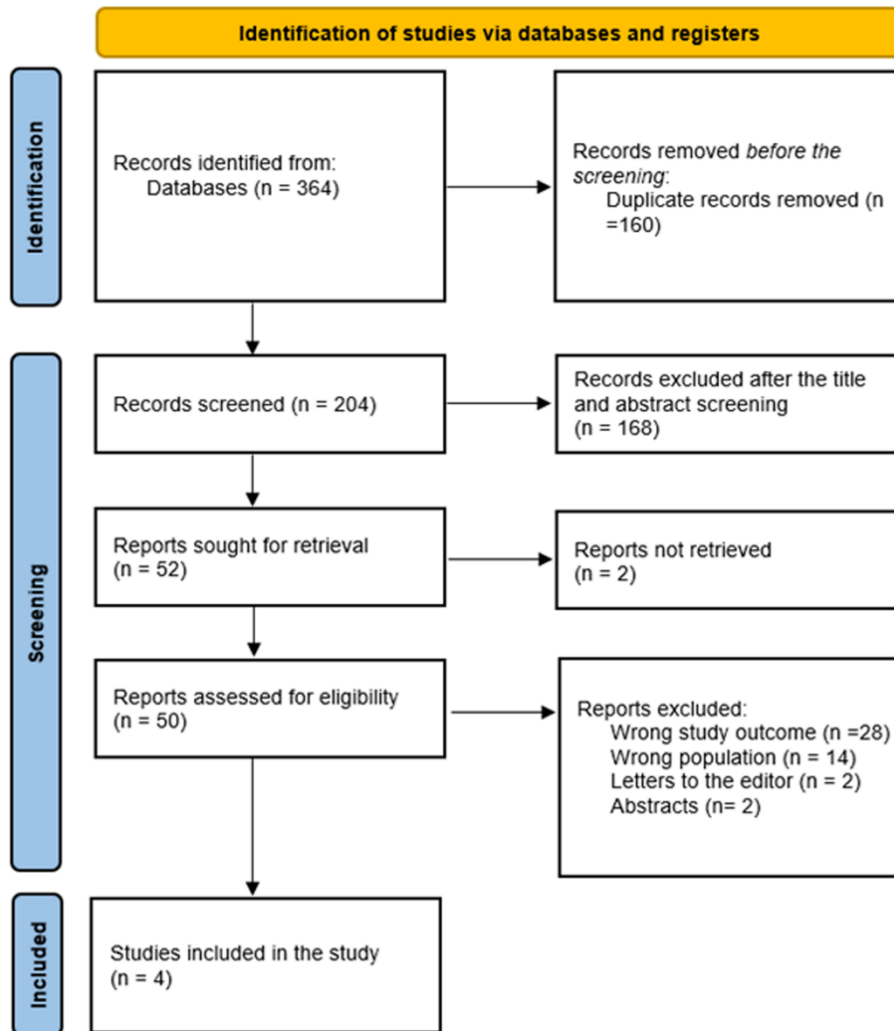 Identification of studies via databases and registers
Identification
Records identified from:
Databases (n = 364)
Records removed before the
screening:
Duplicate records removed (n
=160)
Screening
Records screened (n = 204)
Records excluded after the title
and abstract screening
(n = 168)
Reports sought for retrieval
(n = 52)
Reports not retrieved
(n = 2)
Reports assessed for eligibility
(n = 50)
Reports excluded:
Wrong study outcome (n =28)
Wrong population (n = 14)
Letters to the editor (n = 2)
Abstracts (n= 2)
Included
Studies included in the study
(n = 4)